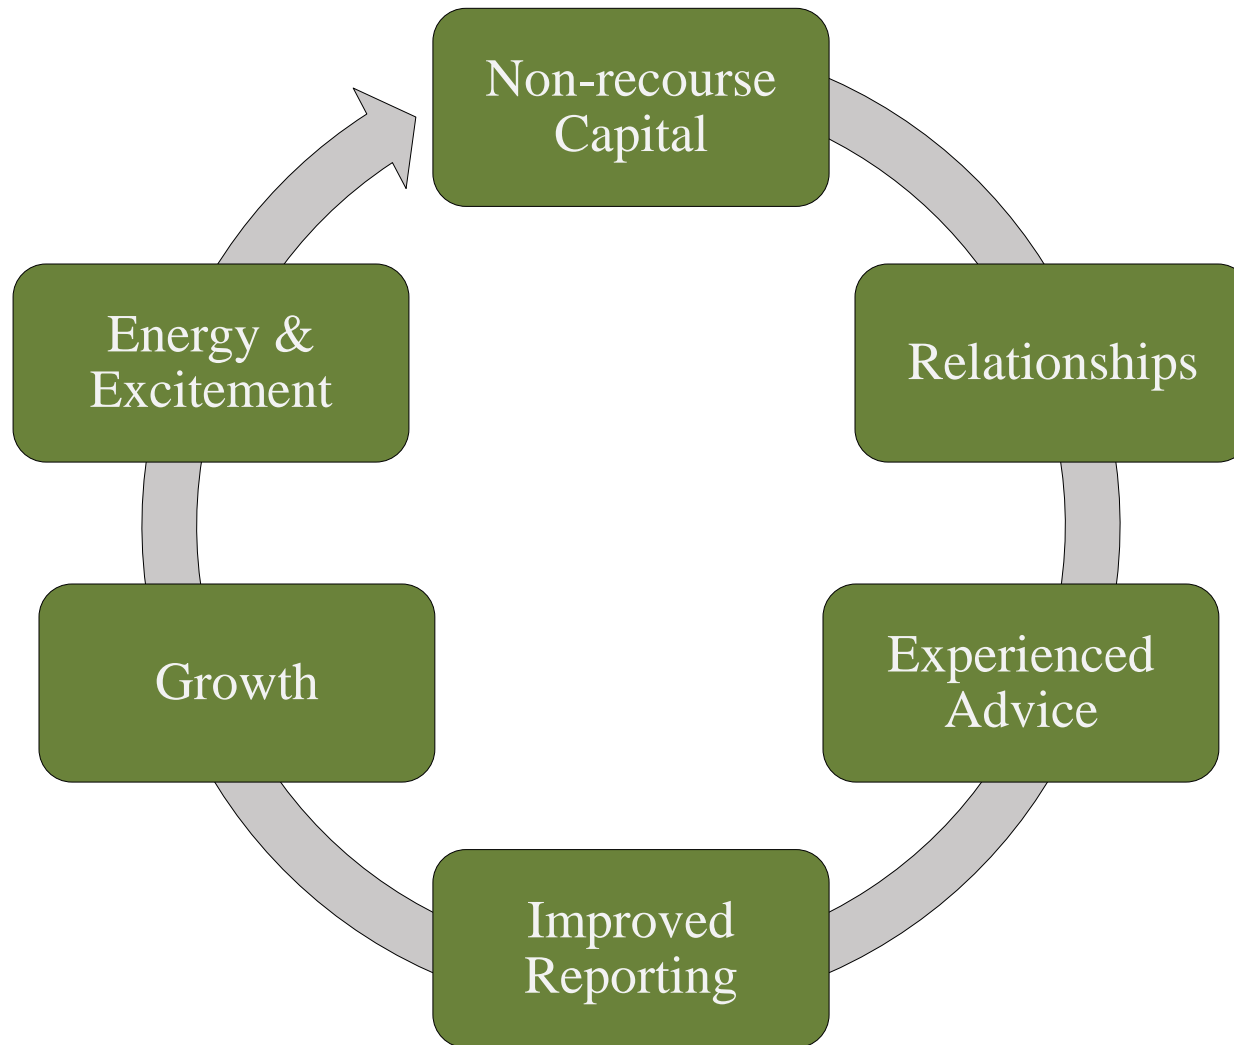 Non-recourse
Capital
Relationships
Experienced
Advice
Improved
Reporting
Growth
Energy &
Excitement